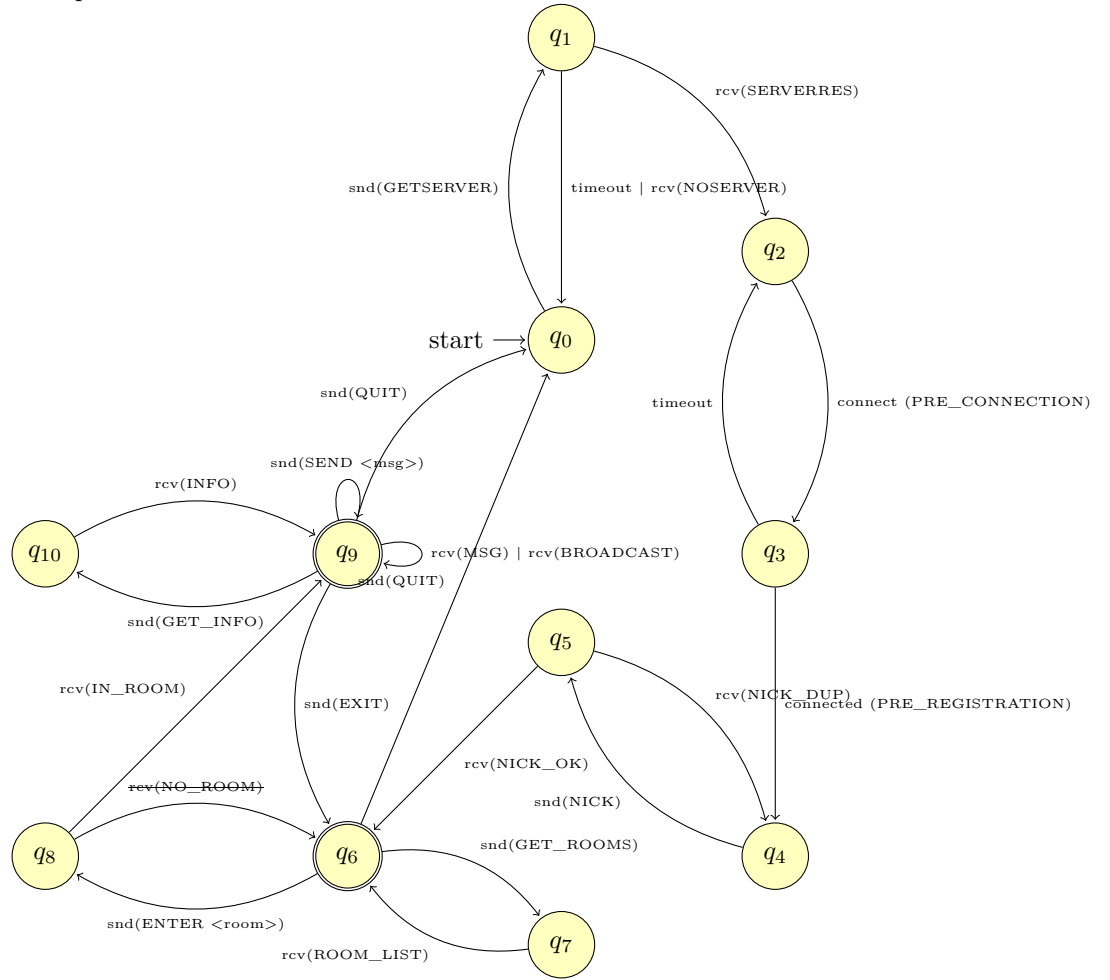 q1
rcv(SERVERRES)
snd(GETSERVER)
timeout | rcv(NOSERVER)
q2
start
q0
snd(QUIT)
timeout
connect (PRE_CONNECTION)
snd(SEND <msg>)
rcv(INFO)
q10
q9
rcv(MSG) | rcv(BROADCAST)
q3
snd(QUIT)
snd(GET_INFO)
q5
rcv(IN_ROOM)
snd(EXIT)
rcv(NICK_DUP)
connected (PRE_REGISTRATION)
rcv(NICK_OK)
rcv(NO_ROOM)
snd(NICK)
snd(GET_ROOMS)
q8
q6
q4
snd(ENTER <room>)
q7
rcv(ROOM_LIST)